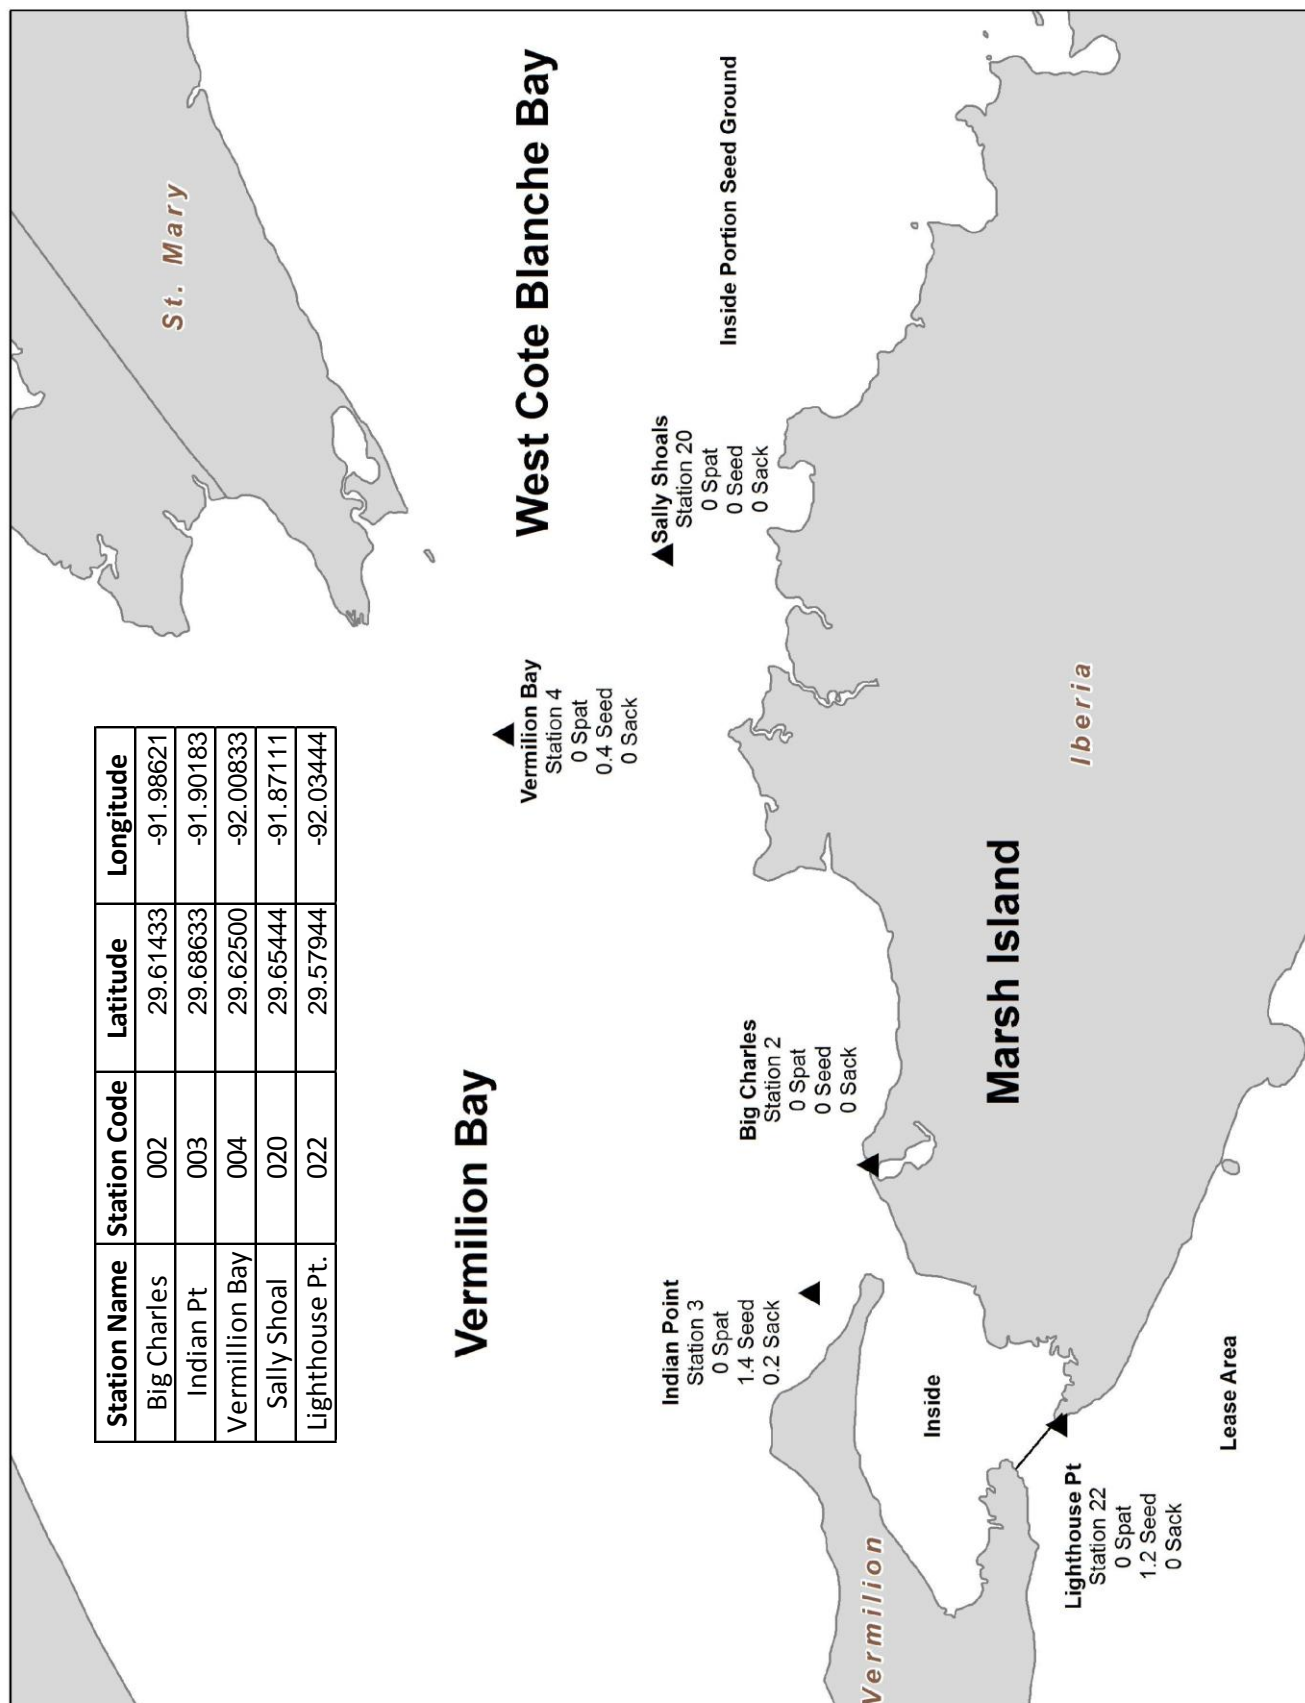 Station Name Station Code Latitude Longitude
Big Charles 002 29.61433 -91.98621
Indian Pt 003 29.68633 -91.90183
Vermillion Bay 004 29.62500 -92.00833
Sally Shoal 020 29.65444 -91.87111
Lighthouse Pt. 022 29.57944 -92.03444
St. Mary
Vermilion Bay
West Cote Blanche Bay
Vermilion Bay
Station 4
0 Spat
0.4 Seed
0 Sack
Sally Shoals
Station 20
0 Spat
0 Seed
0 Sack
Inside Portion Seed Ground
Indian Point
Station 3
0 Spat
1.4 Seed
0.2 Sack
Big Charles
Station 2
0 Spat
0 Seed
0 Sack
Vermilion
Inside
Marsh Island
Iberia
Lighthouse Pt
Station 22
0 Spat
1.2 Seed
0 Sack
Lease Area